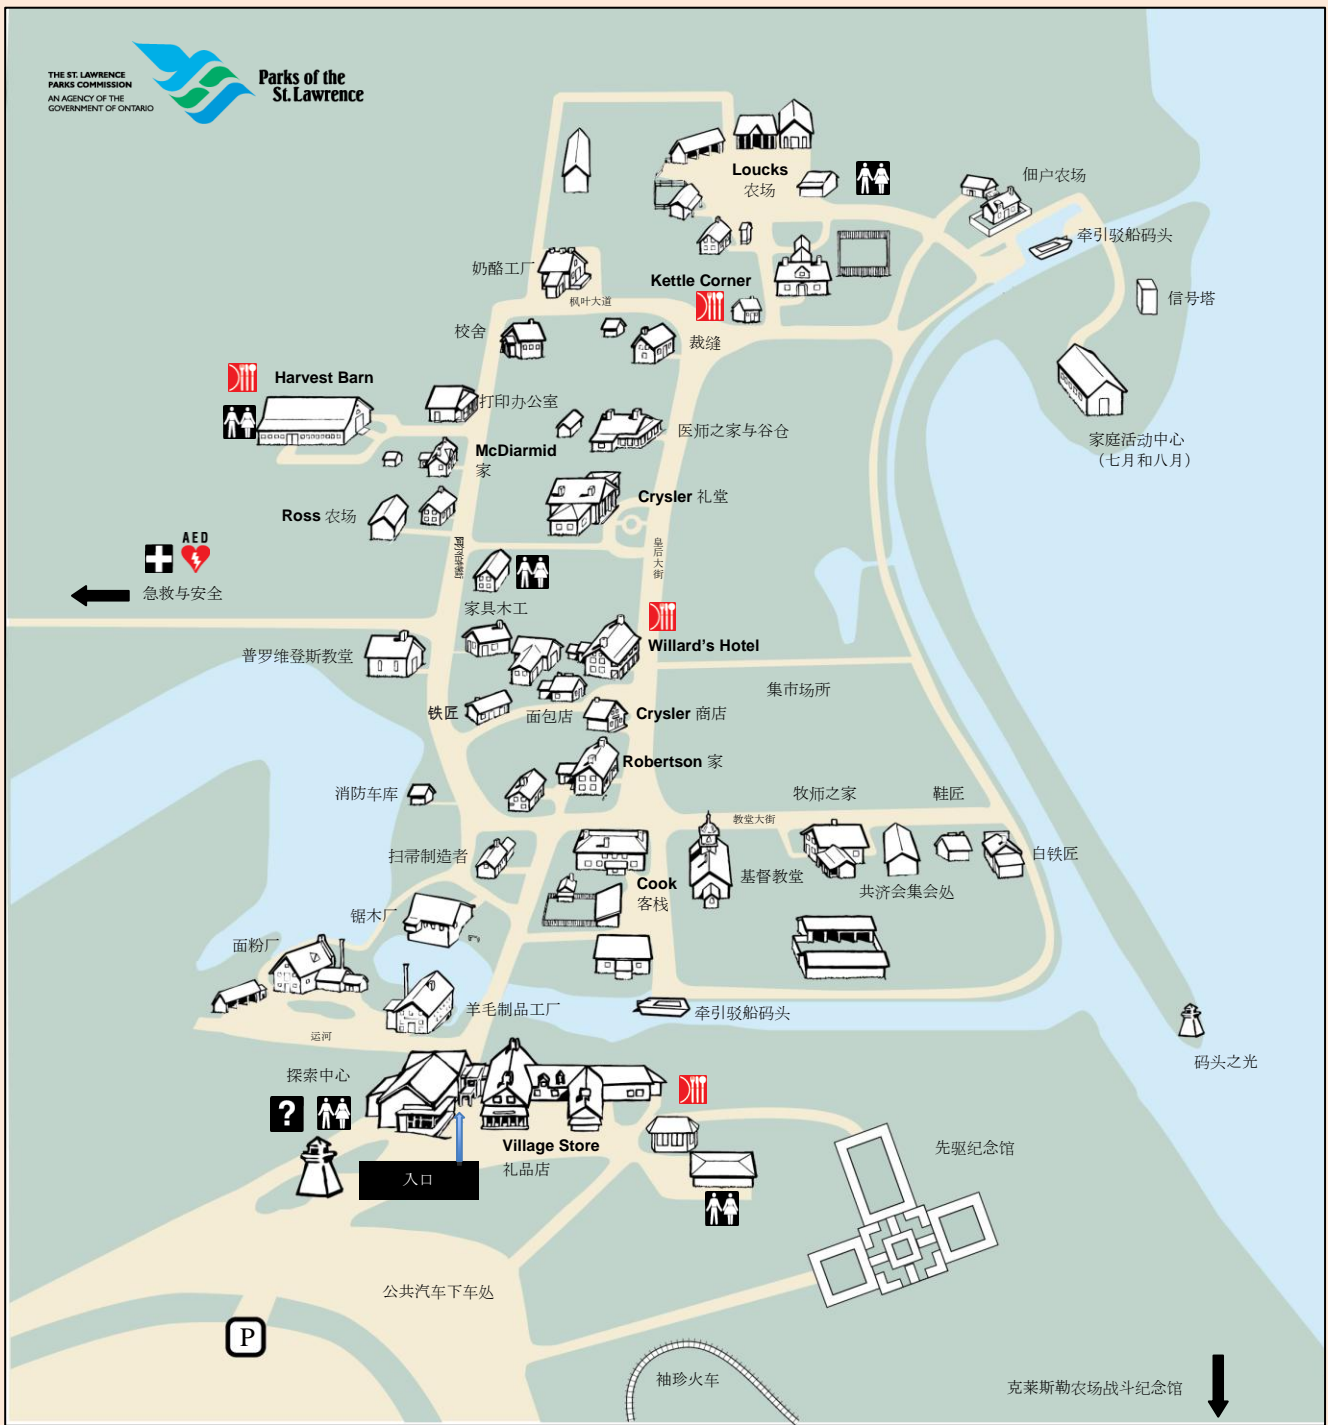 THE ST. LAWRENCE
PARKS COMMISSION
AN AGENCY OF THE
GOVERNMENT OF ONTARIO
Parks of the
St. Lawrence
Loucks
农场
佃户农场
牵引驳船码头
奶酪工厂
Kettle Corner
枫叶大道
信号塔
校舍
裁缝
Harvest Barn
打印办公室
医师之家与谷仓
家庭活动中心
（七月和八月）
McDiarmid
家
Crysler 礼堂
Ross 农场
AED
皇后大街
急救与安全
家具木工
Willard's Hotel
普罗维登斯教堂
集市场所
铁匠
面包店
Crysler 商店
Robertson 家
消防车库
牧师之家
鞋匠
教堂大街
扫帚制造者
白铁匠
基督教堂
Cook
客栈
共济会集会处
锯木厂
面粉厂
羊毛制品工厂
牵引驳船码头
运河
码头之光
探索中心
?
Village Store
礼品店
入口
先驱纪念馆
公共汽车下车处
P
袖珍火车
克莱斯勒农场战斗纪念馆